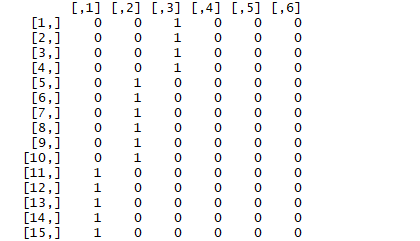 [,1] [,2] [,3] [,4] [,5] [,6]
[1,] 0 0 1 0 0 0
[2,] 0 0 1 0 0 0
[3,] 0 0 1 0 0 0
[4,] 0 0 1 0 0 0
[5,] 0 1 0 0 0 0
[6,] 0 1 0 0 0 0
[7,] 0 1 0 0 0 0
[8,] 0 1 0 0 0 0
[9,] 0 1 0 0 0 0
[10,] 0 1 0 0 0 0
[11,] 1 0 0 0 0 0
[12,] 1 0 0 0 0 0
[13,] 1 0 0 0 0 0
[14,] 1 0 0 0 0 0
[15,] 1 0 0 0 0 0